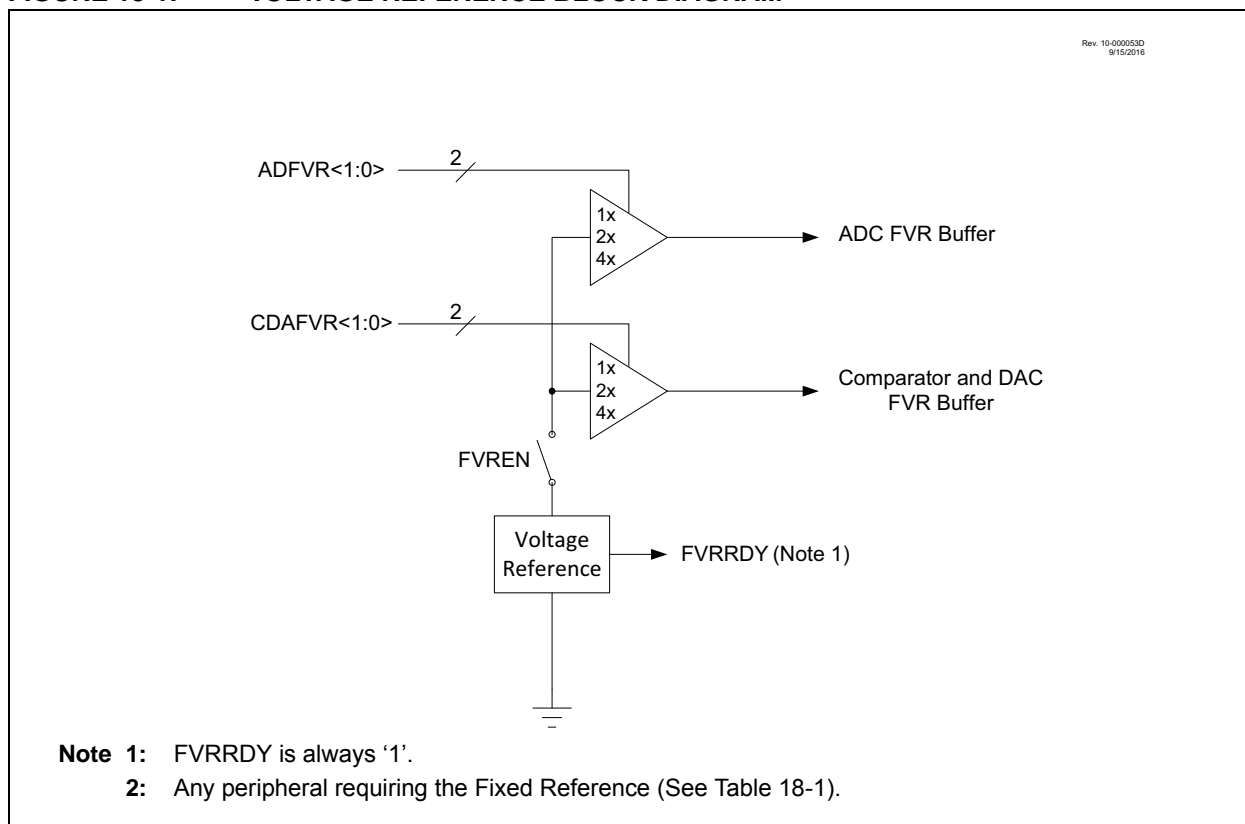 Rev. 10-000053D
9/15/2016
ADFVR<1:0>
2
1x
2x
4x
ADC FVR Buffer
CDAFVR<1:0>
2
1x
2x
4x
Comparator and DAC
FVR Buffer
FVREN
Voltage
Reference
FVRRDY (Note 1)
Note 1: FVRRDY is always ‘1’.
2: Any peripheral requiring the Fixed Reference (See Table 18-1).